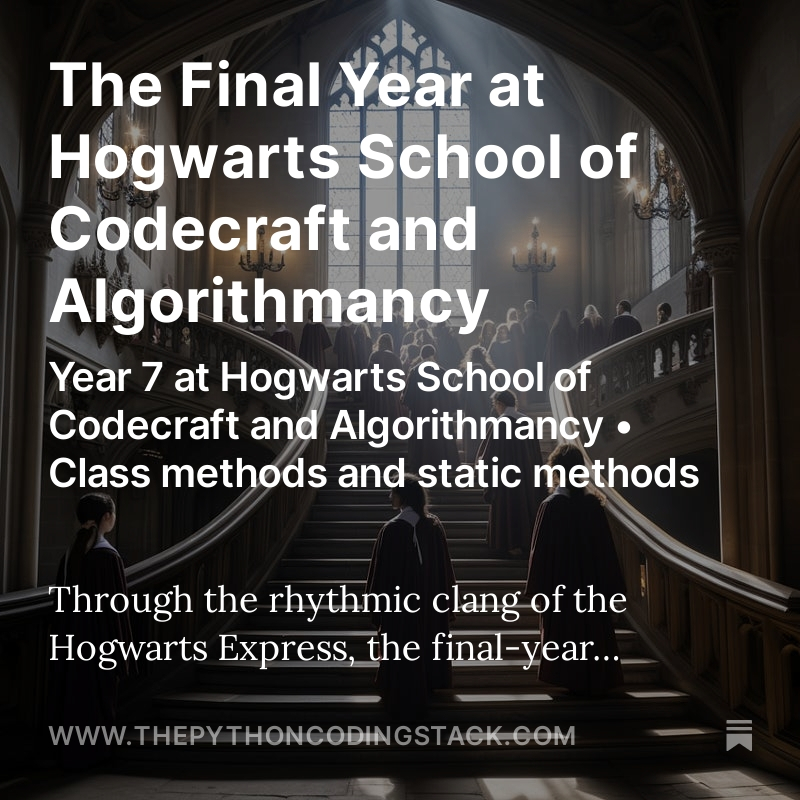 The Final Year at
Hogwarts School of
Codecraft and
Algorithmancy
Year 7 at Hogwarts School of
Codecraft and Algorithmancy •
Class methods and static methods
Through the rhythmic clang of the
Hogwarts Express, the final-year...
WWW.THEPYTHONCODINGSTACK.COM